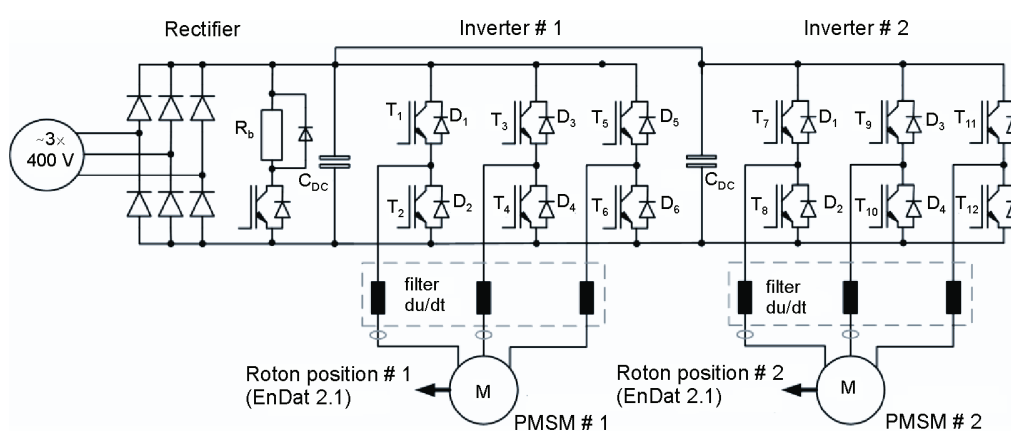 Rectifier
Inverter # 1
Inverter # 2
~3×
400 V
R_b
C_DC
T_1
D_1
T_3
D_3
T_5
D_5
T_2
D_2
T_4
D_4
T_6
D_6
C_DC
T_7
D_1
T_9
D_3
T_11
T_8
D_2
T_10
D_4
T_12
filter
du/dt
filter
du/dt
Roton position # 1
(EnDat 2.1)
M
PMSM # 1
Roton position # 2
(EnDat 2.1)
M
PMSM # 2